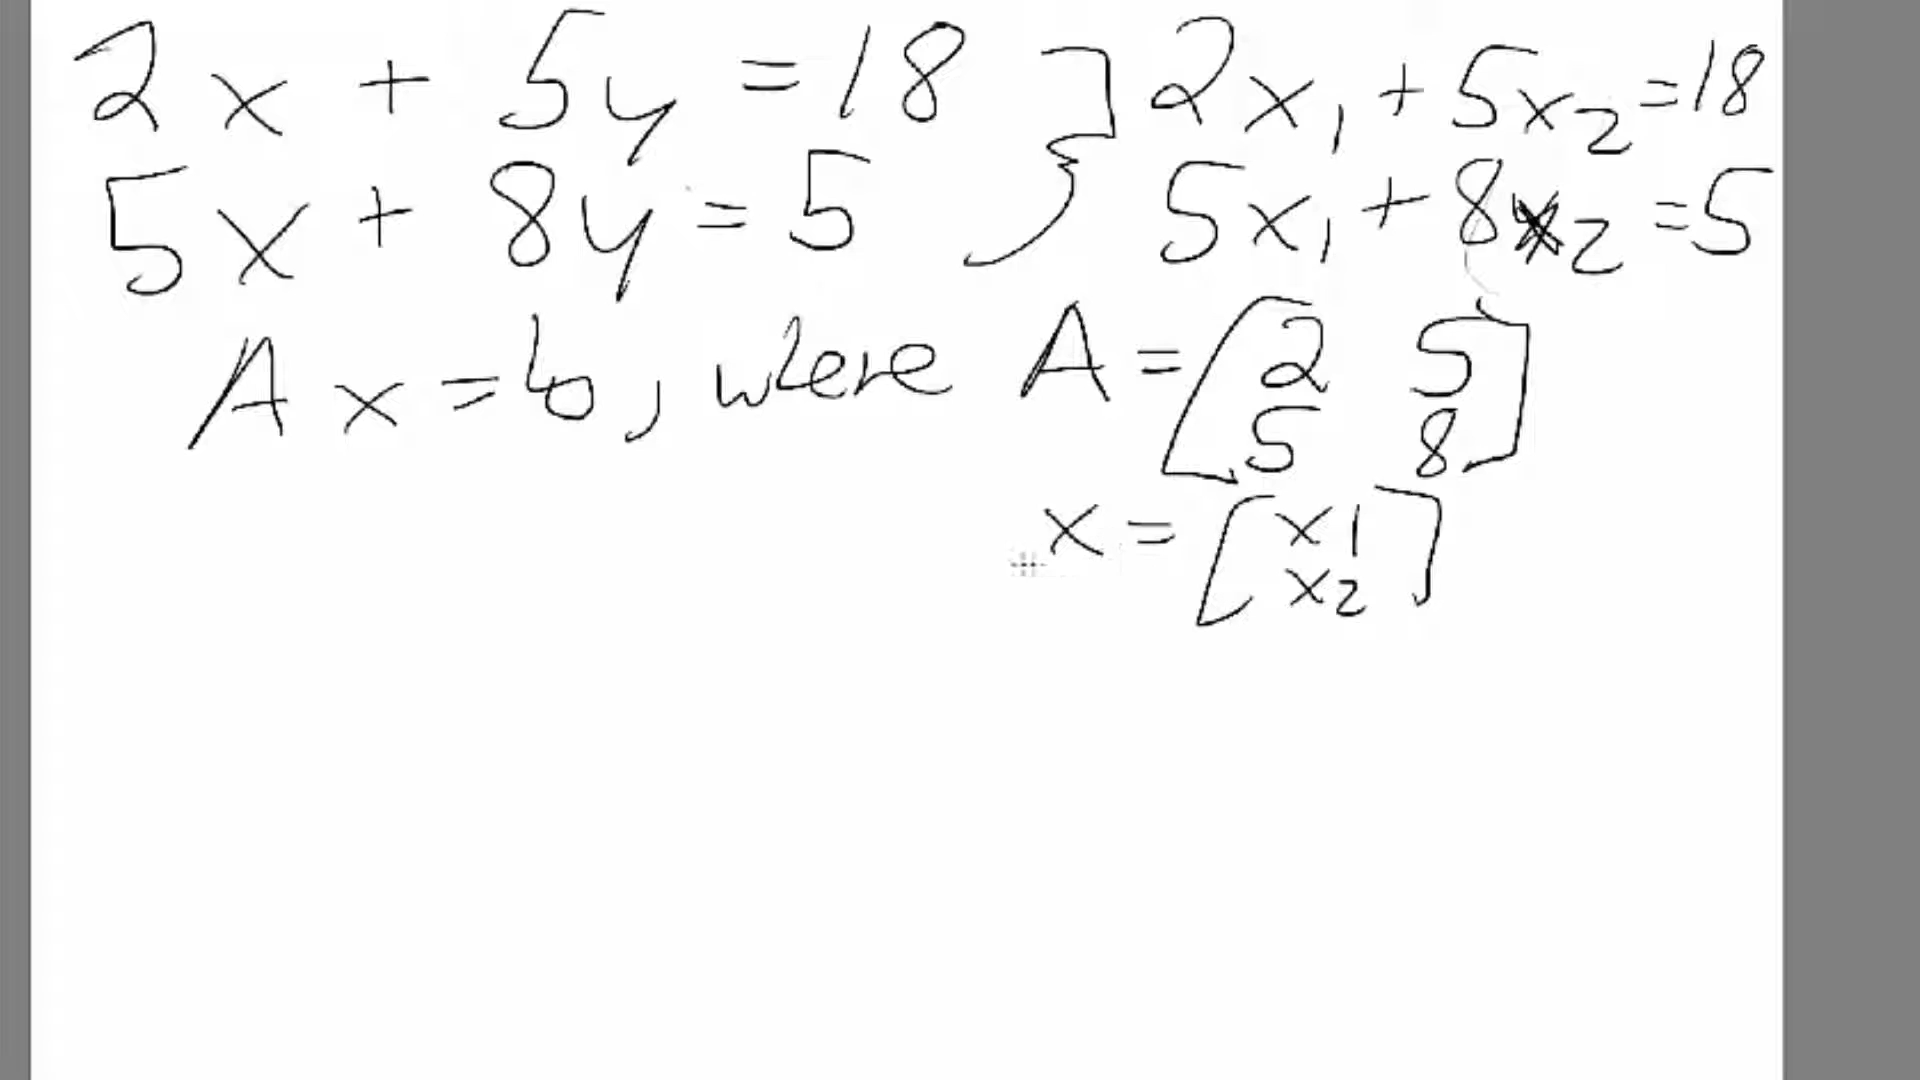 2x + 5y = 18 } 2x₁ + 5x₂ = 18
5x + 8y = 5 } 5x₁ + 8x₂ = 5
Ax = b, were A = [2 5
5 8]
x = [x1
x2]